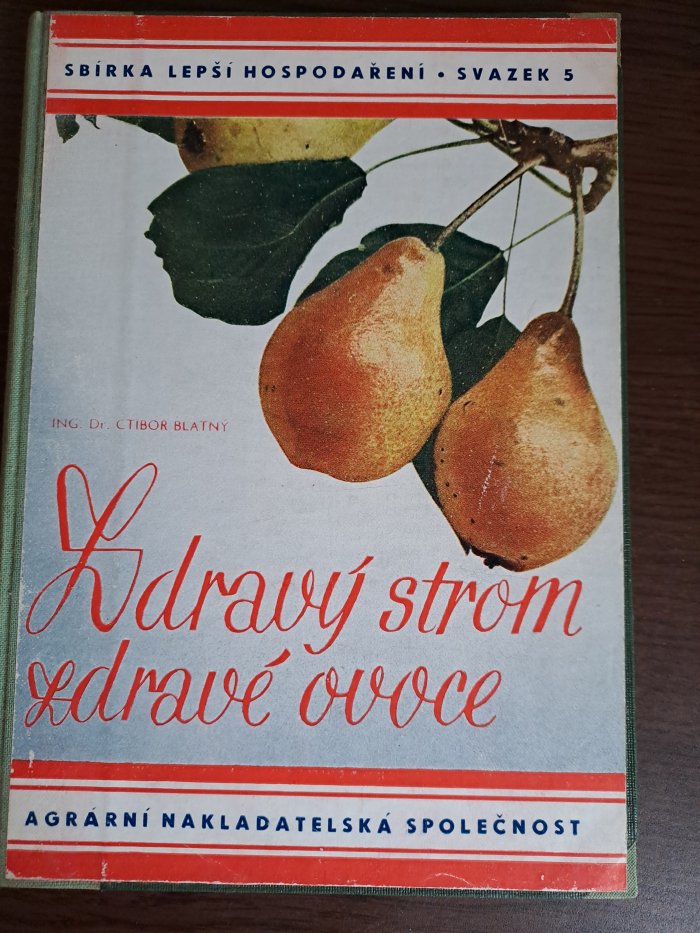 SBÍRKA LEPŠÍ HOSPODAŘENÍ • SVAZEK 5
ING. Dr. CTIBOR BLATNÝ
Zdravý strom
zdravé ovoce
AGRÁRNÍ NAKLADATELSKÁ SPOLEČNOST